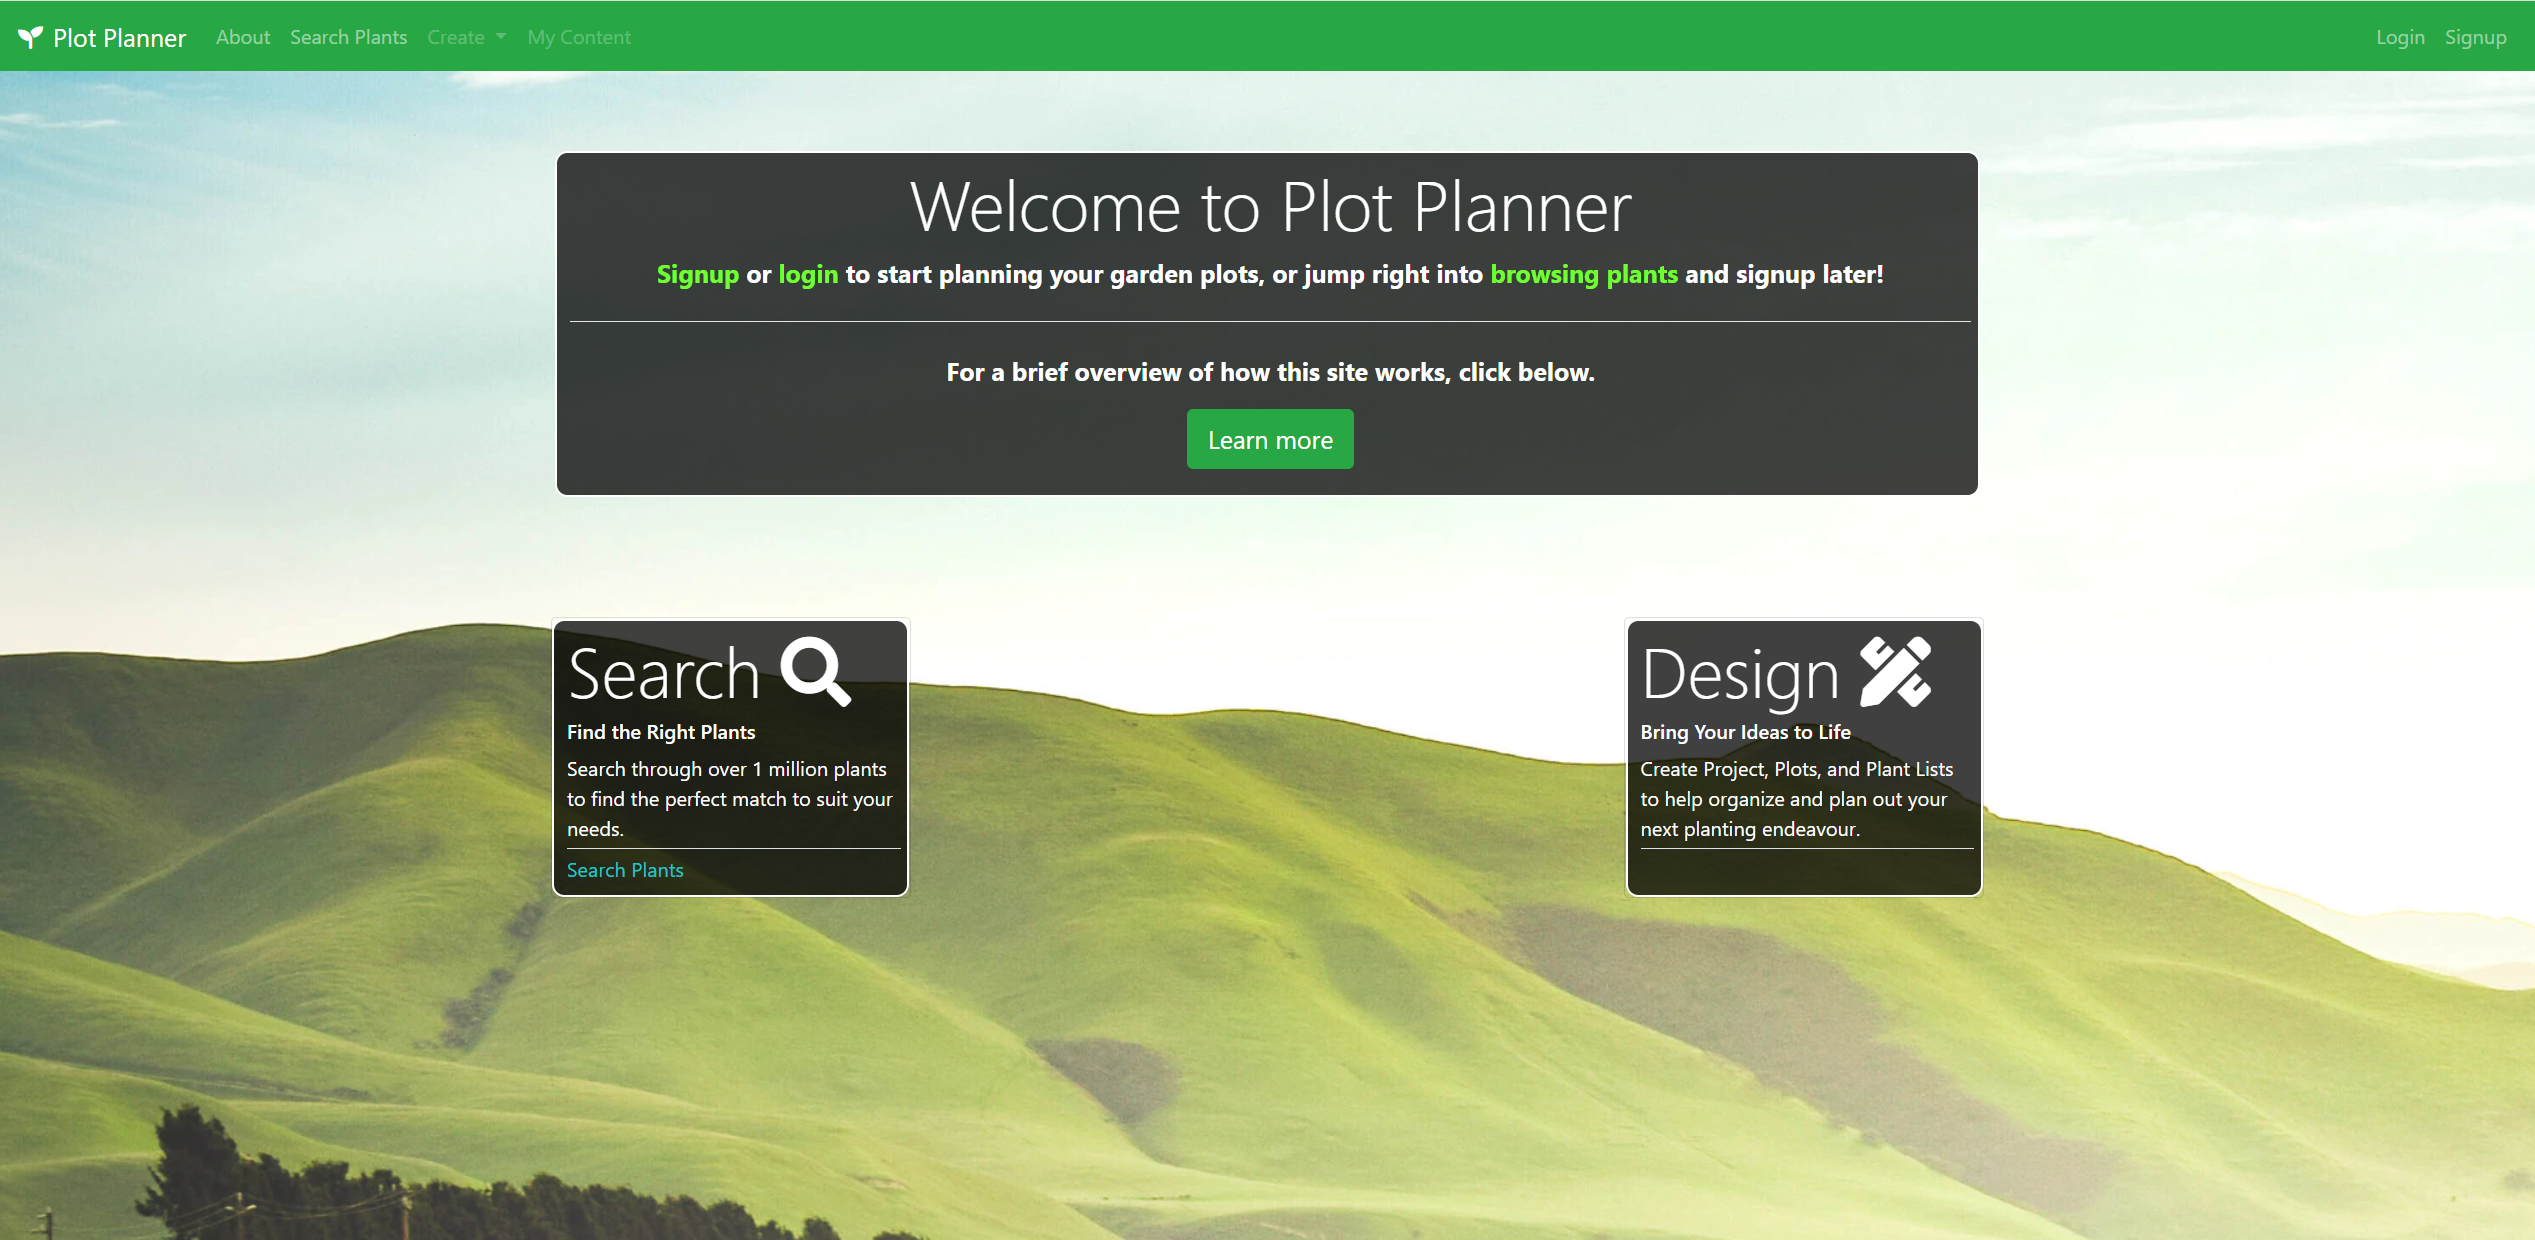 Plot Planner About Search Plants Create My Content Login Signup
Welcome to Plot Planner
Signup or login to start planning your garden plots, or jump right into browsing plants and signup later!
For a brief overview of how this site works, click below.
Learn more
Search
Find the Right Plants
Search through over 1 million plants
to find the perfect match to suit your
needs.
Search Plants
Design
Bring Your Ideas to Life
Create Project, Plots, and Plant Lists
to help organize and plan out your
next planting endeavour.